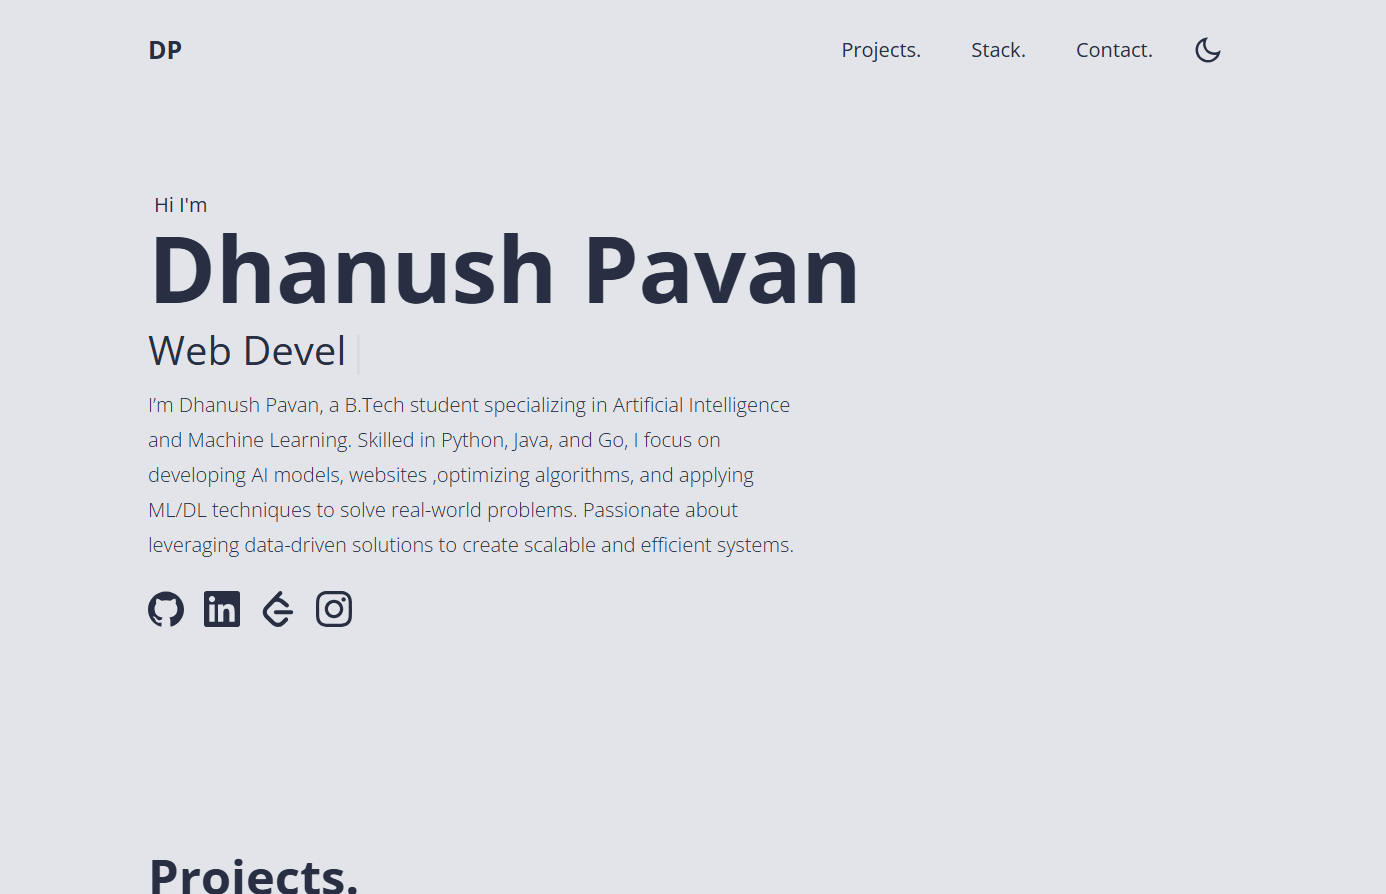 DP
Projects. Stack. Contact.
Hi I'm
Dhanush Pavan
Web Devel
I’m Dhanush Pavan, a B.Tech student specializing in Artificial Intelligence
and Machine Learning. Skilled in Python, Java, and Go, I focus on
developing AI models, websites ,optimizing algorithms, and applying
ML/DL techniques to solve real-world problems. Passionate about
leveraging data-driven solutions to create scalable and efficient systems.
in
Projects.